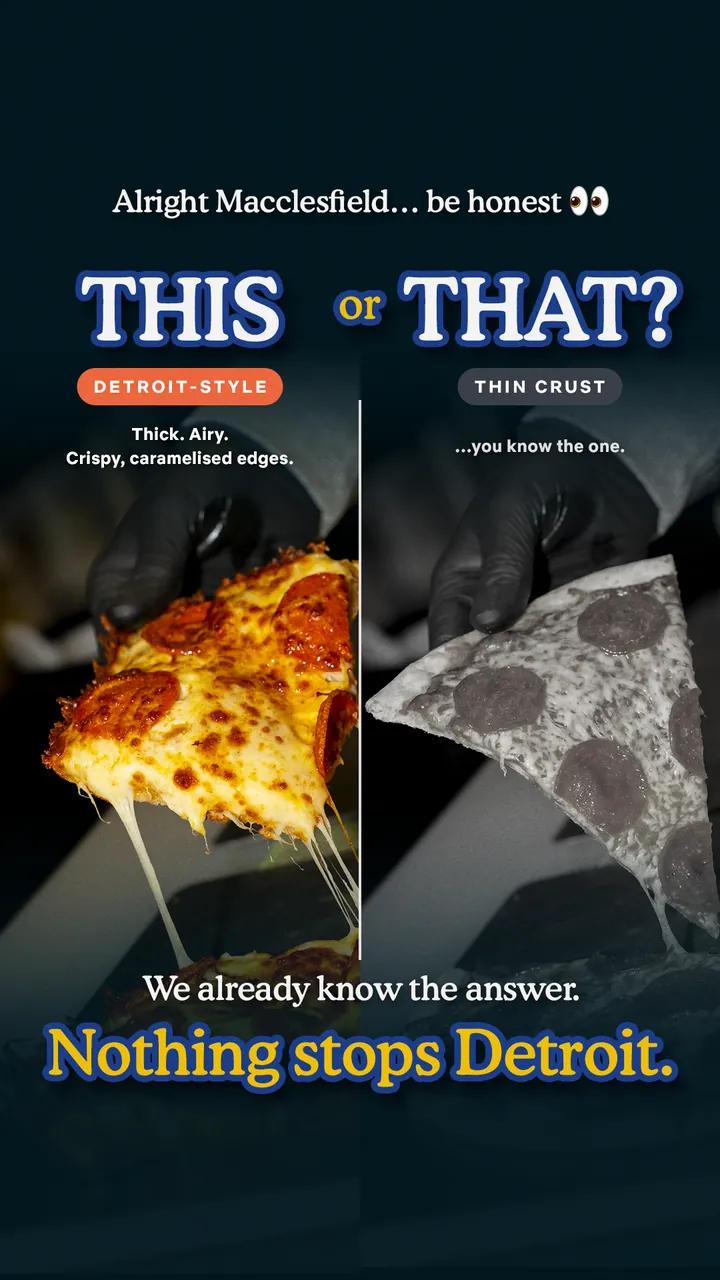 Alright Macclesfield... be honest 👀
THIS or THAT?
DETROIT-STYLE
Thick. Airy.
Crispy, caramelised edges.
THIN CRUST
...you know the one.
We already know the answer.
Nothing stops Detroit.